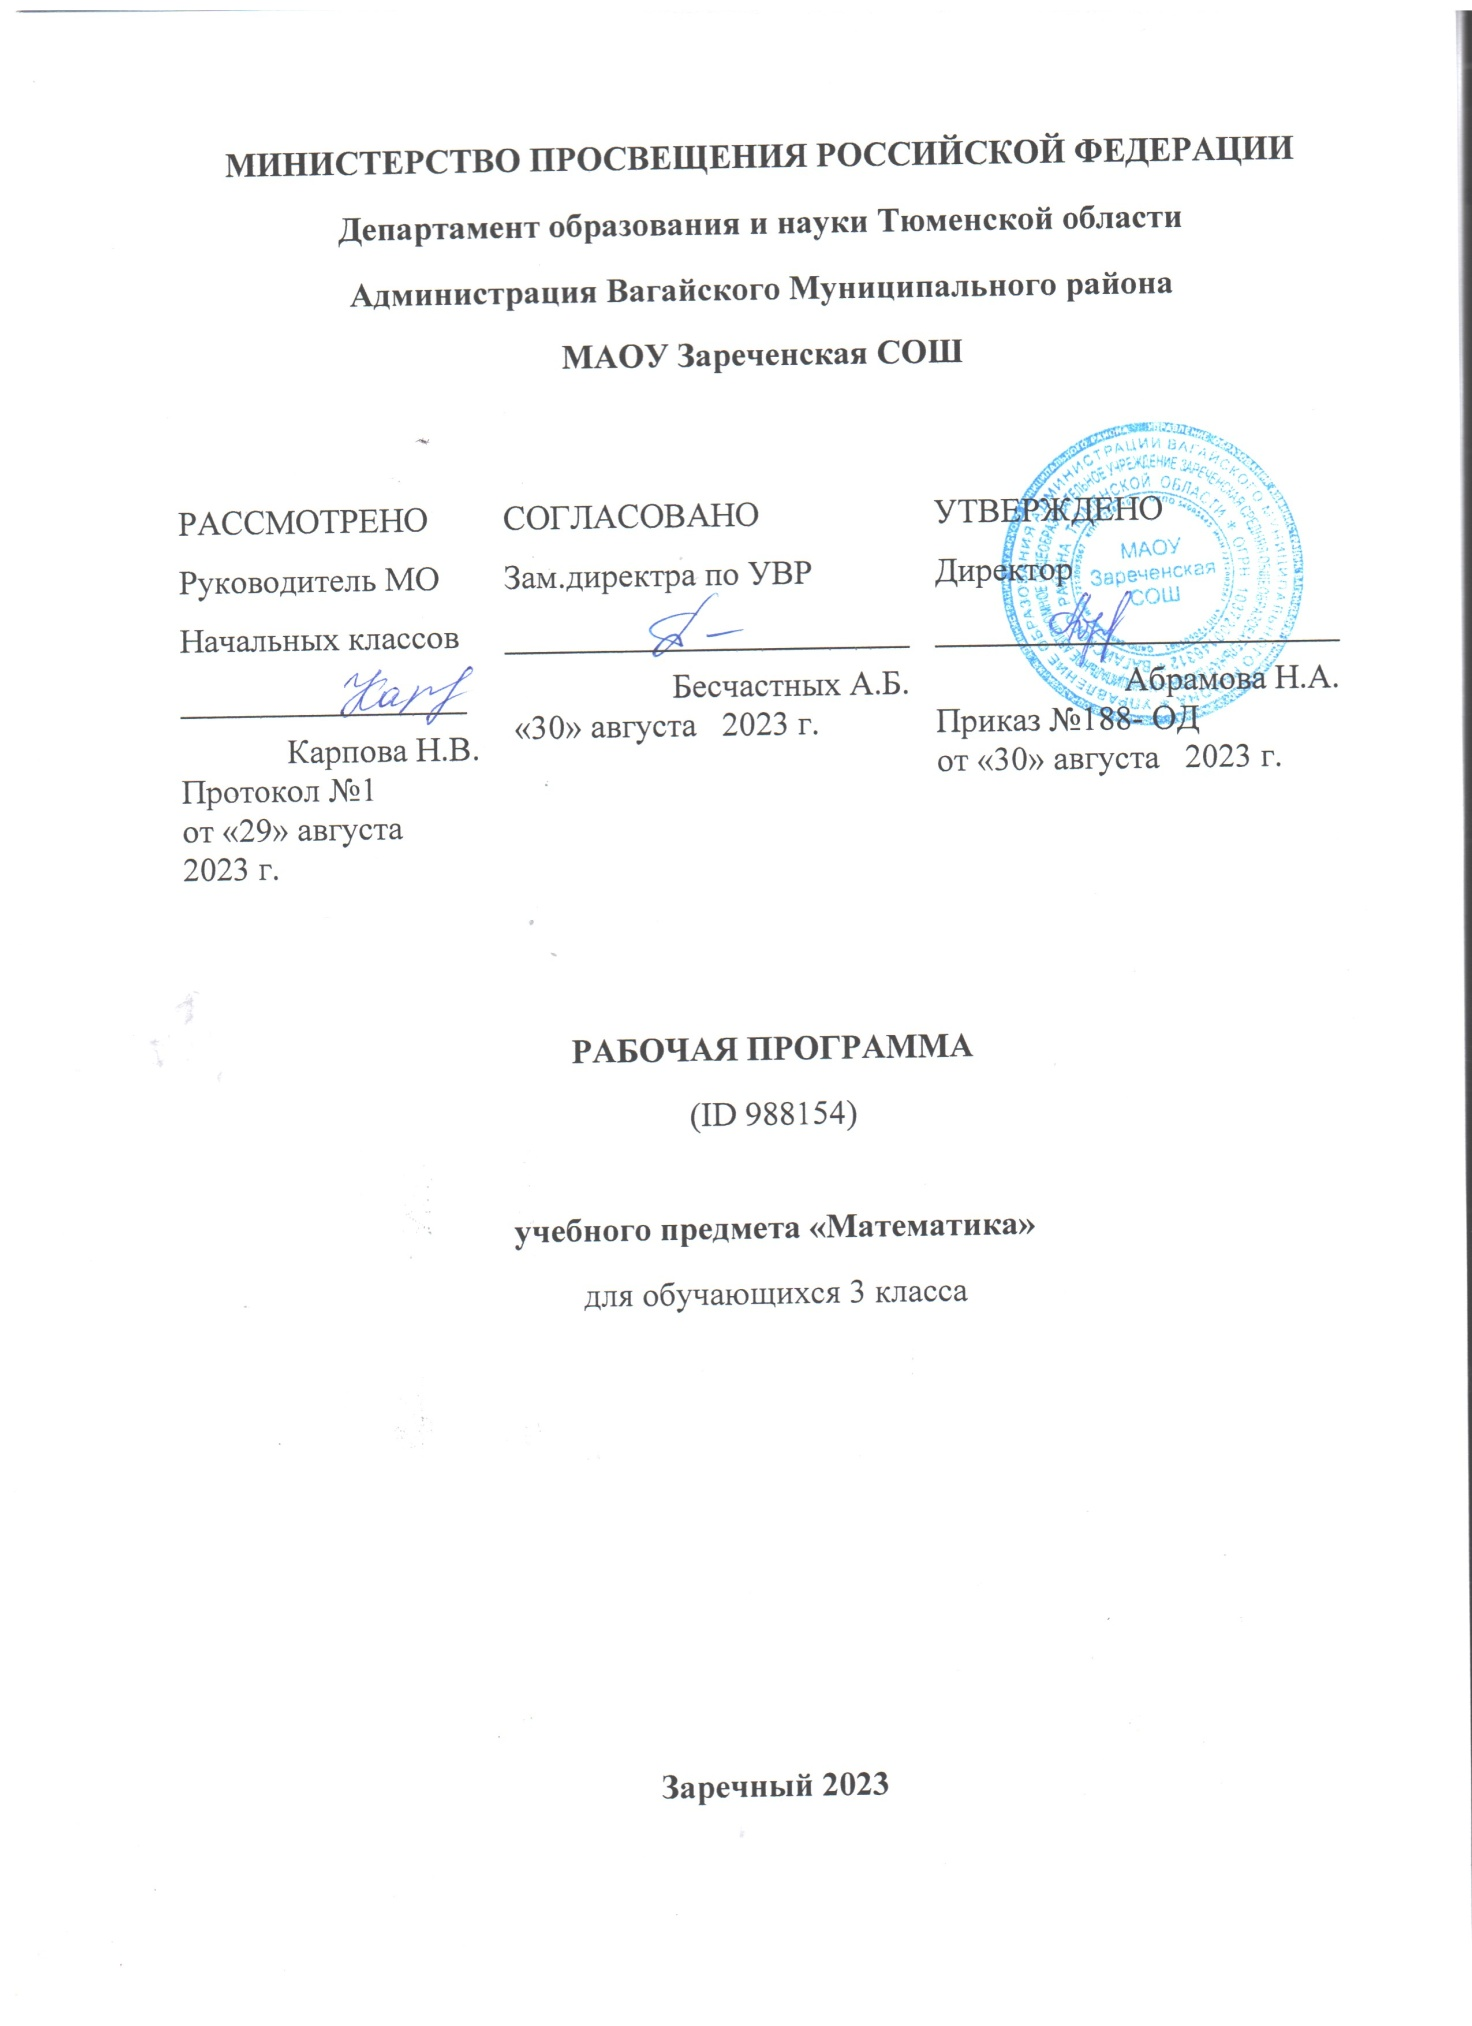 МИНИСТЕРСТВО ПРОСВЕЩЕНИЯ РОССИЙСКОЙ ФЕДЕРАЦИИ
Департамент образования и науки Тюменской области
Администрация Вагайского Муниципального района
МАОУ Зареченская СОШ
РАССМОТРЕНО
Руководитель МО
Начальных классов
Карпова Н.В.
Протокол №1
от «29» августа
2023 г.
СОГЛАСОВАНО
Зам.директра по УВР
Бесчастных А.Б.
«30» августа 2023 г.
УТВЕРЖДЕНО
Директор
Абрамова Н.А.
Приказ №188- ОД
от «30» августа 2023 г.
МАОУ
Зареченская
СОШ
РАБОЧАЯ ПРОГРАММА
(ID 988154)
учебного предмета «Математика»
для обучающихся 3 класса
Заречный 2023